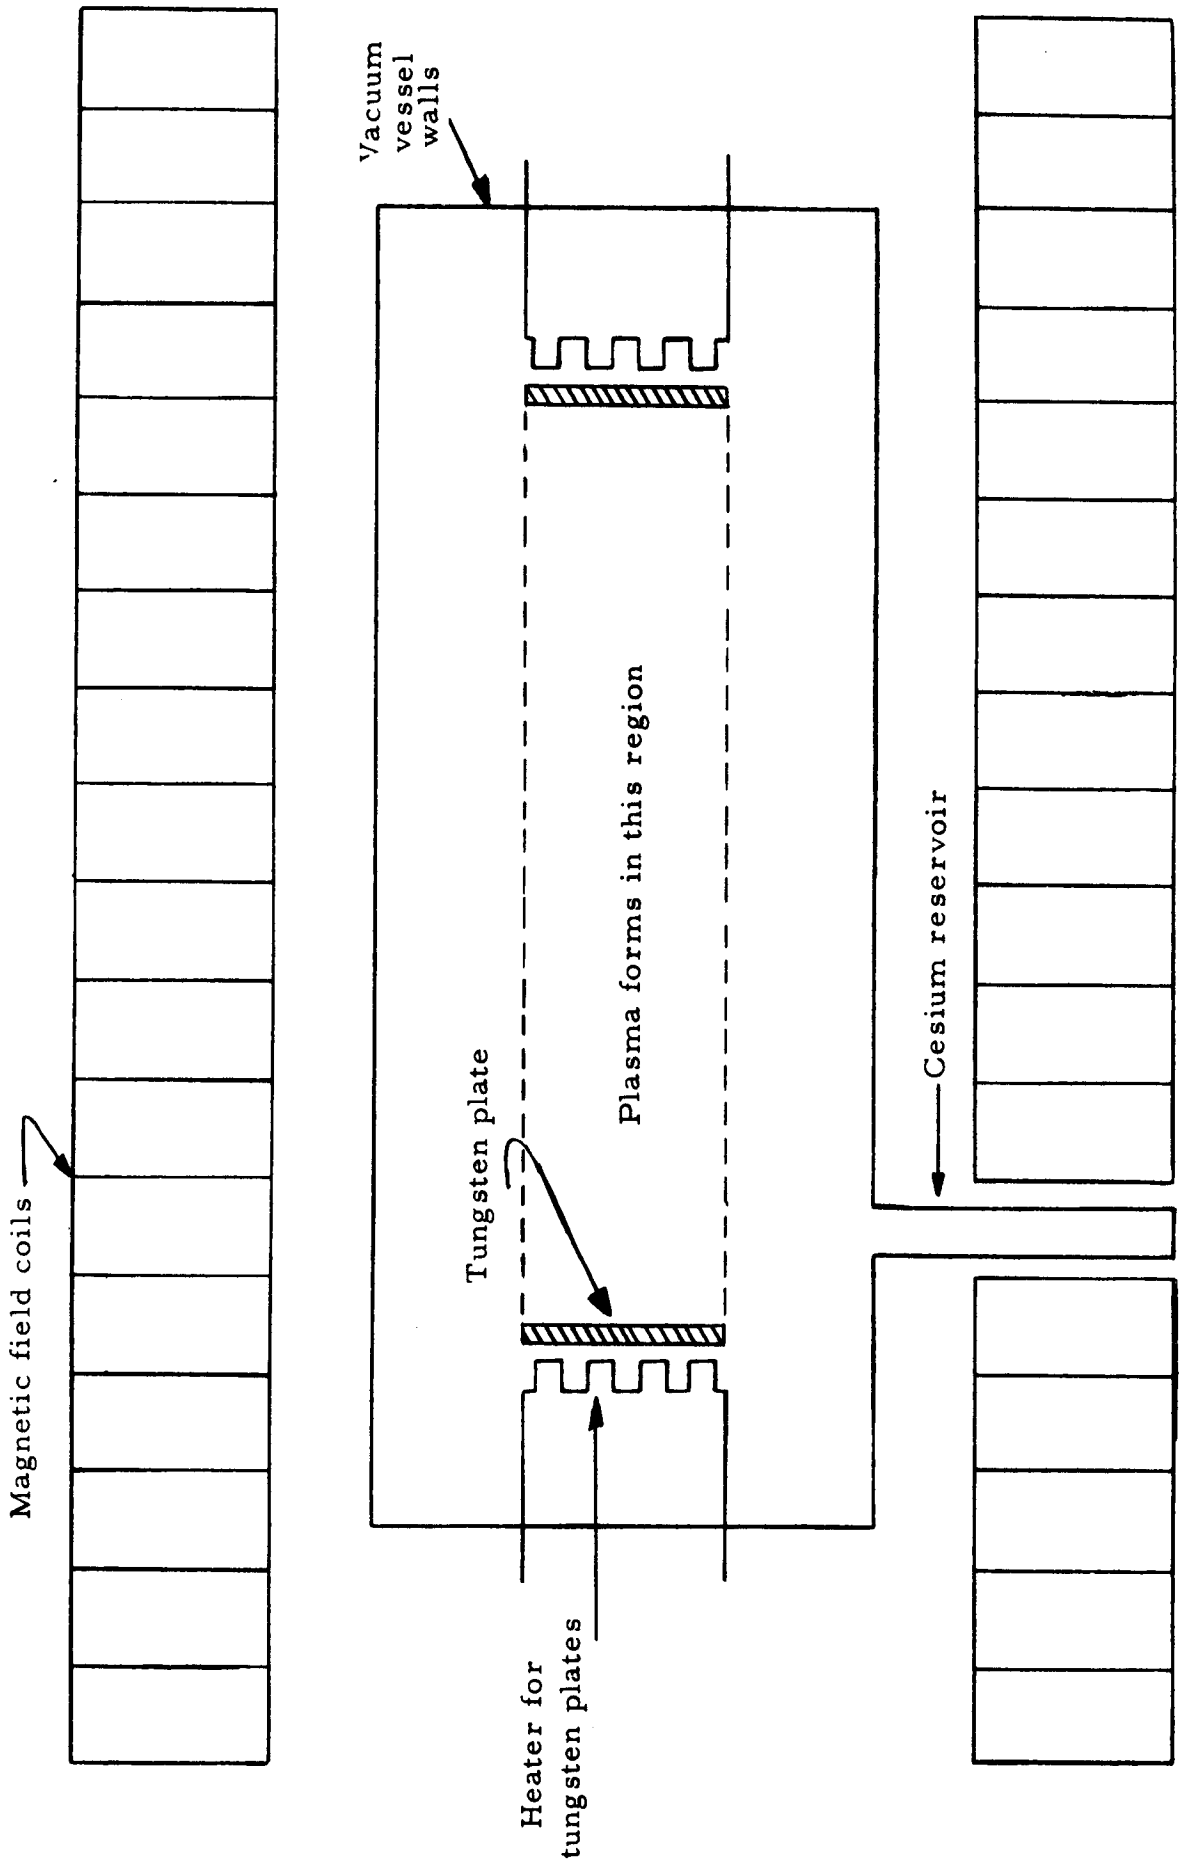 Magnetic field coils
Vacuum
vessel
walls
Tungsten plate
Plasma forms in this region
Heater for
tungsten plates
Cesium reservoir